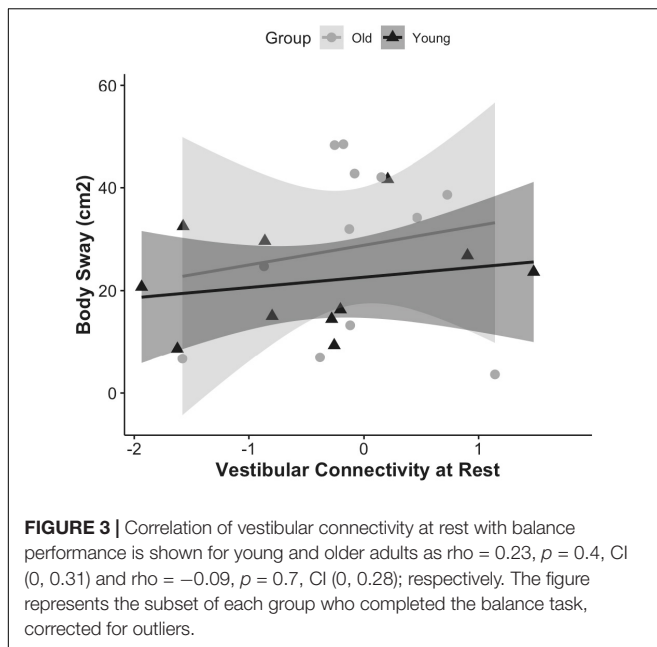 Group Old Young
60
40
20
0
Body Sway (cm2)
-2 -1 0 1
Vestibular Connectivity at Rest
FIGURE 3 | Correlation of vestibular connectivity at rest with balance
performance is shown for young and older adults as rho = 0.23, p = 0.4, CI
(0, 0.31) and rho = −0.09, p = 0.7, CI (0, 0.28); respectively. The figure
represents the subset of each group who completed the balance task,
corrected for outliers.